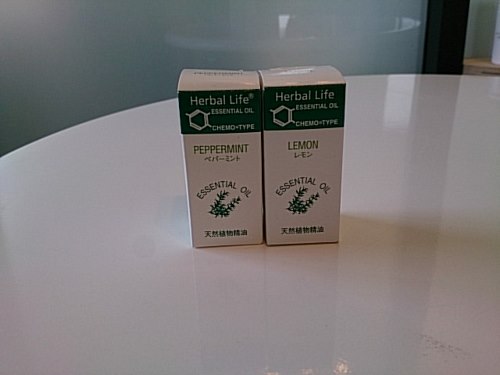 PEPPERMINT
Herbal Life®
ESSENTIAL OIL
CHEMO•TYPE
PEPPERMINT
ペパーミント
ESSENTIAL OIL
天然植物精油
Herbal Life
ESSENTIAL OIL
CHEMO•TYPE
LEMON
レモン
ESSENTIAL OIL
天然植物精油